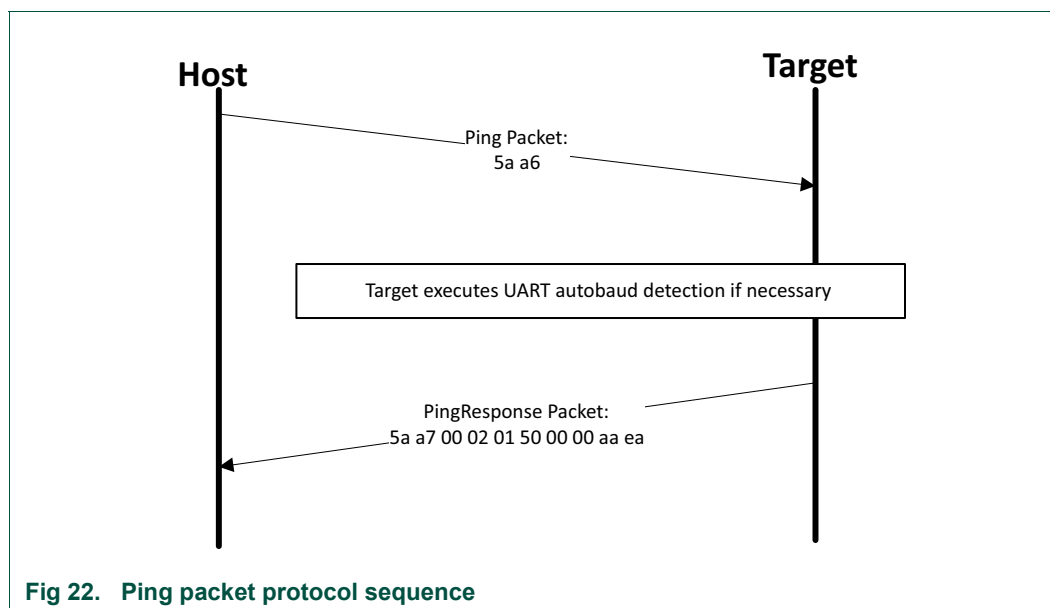 Host
Target
Ping Packet:
5a a6
Target executes UART autobaud detection if necessary
PingResponse Packet:
5a a7 00 02 01 50 00 00 aa ea
Fig 22. Ping packet protocol sequence